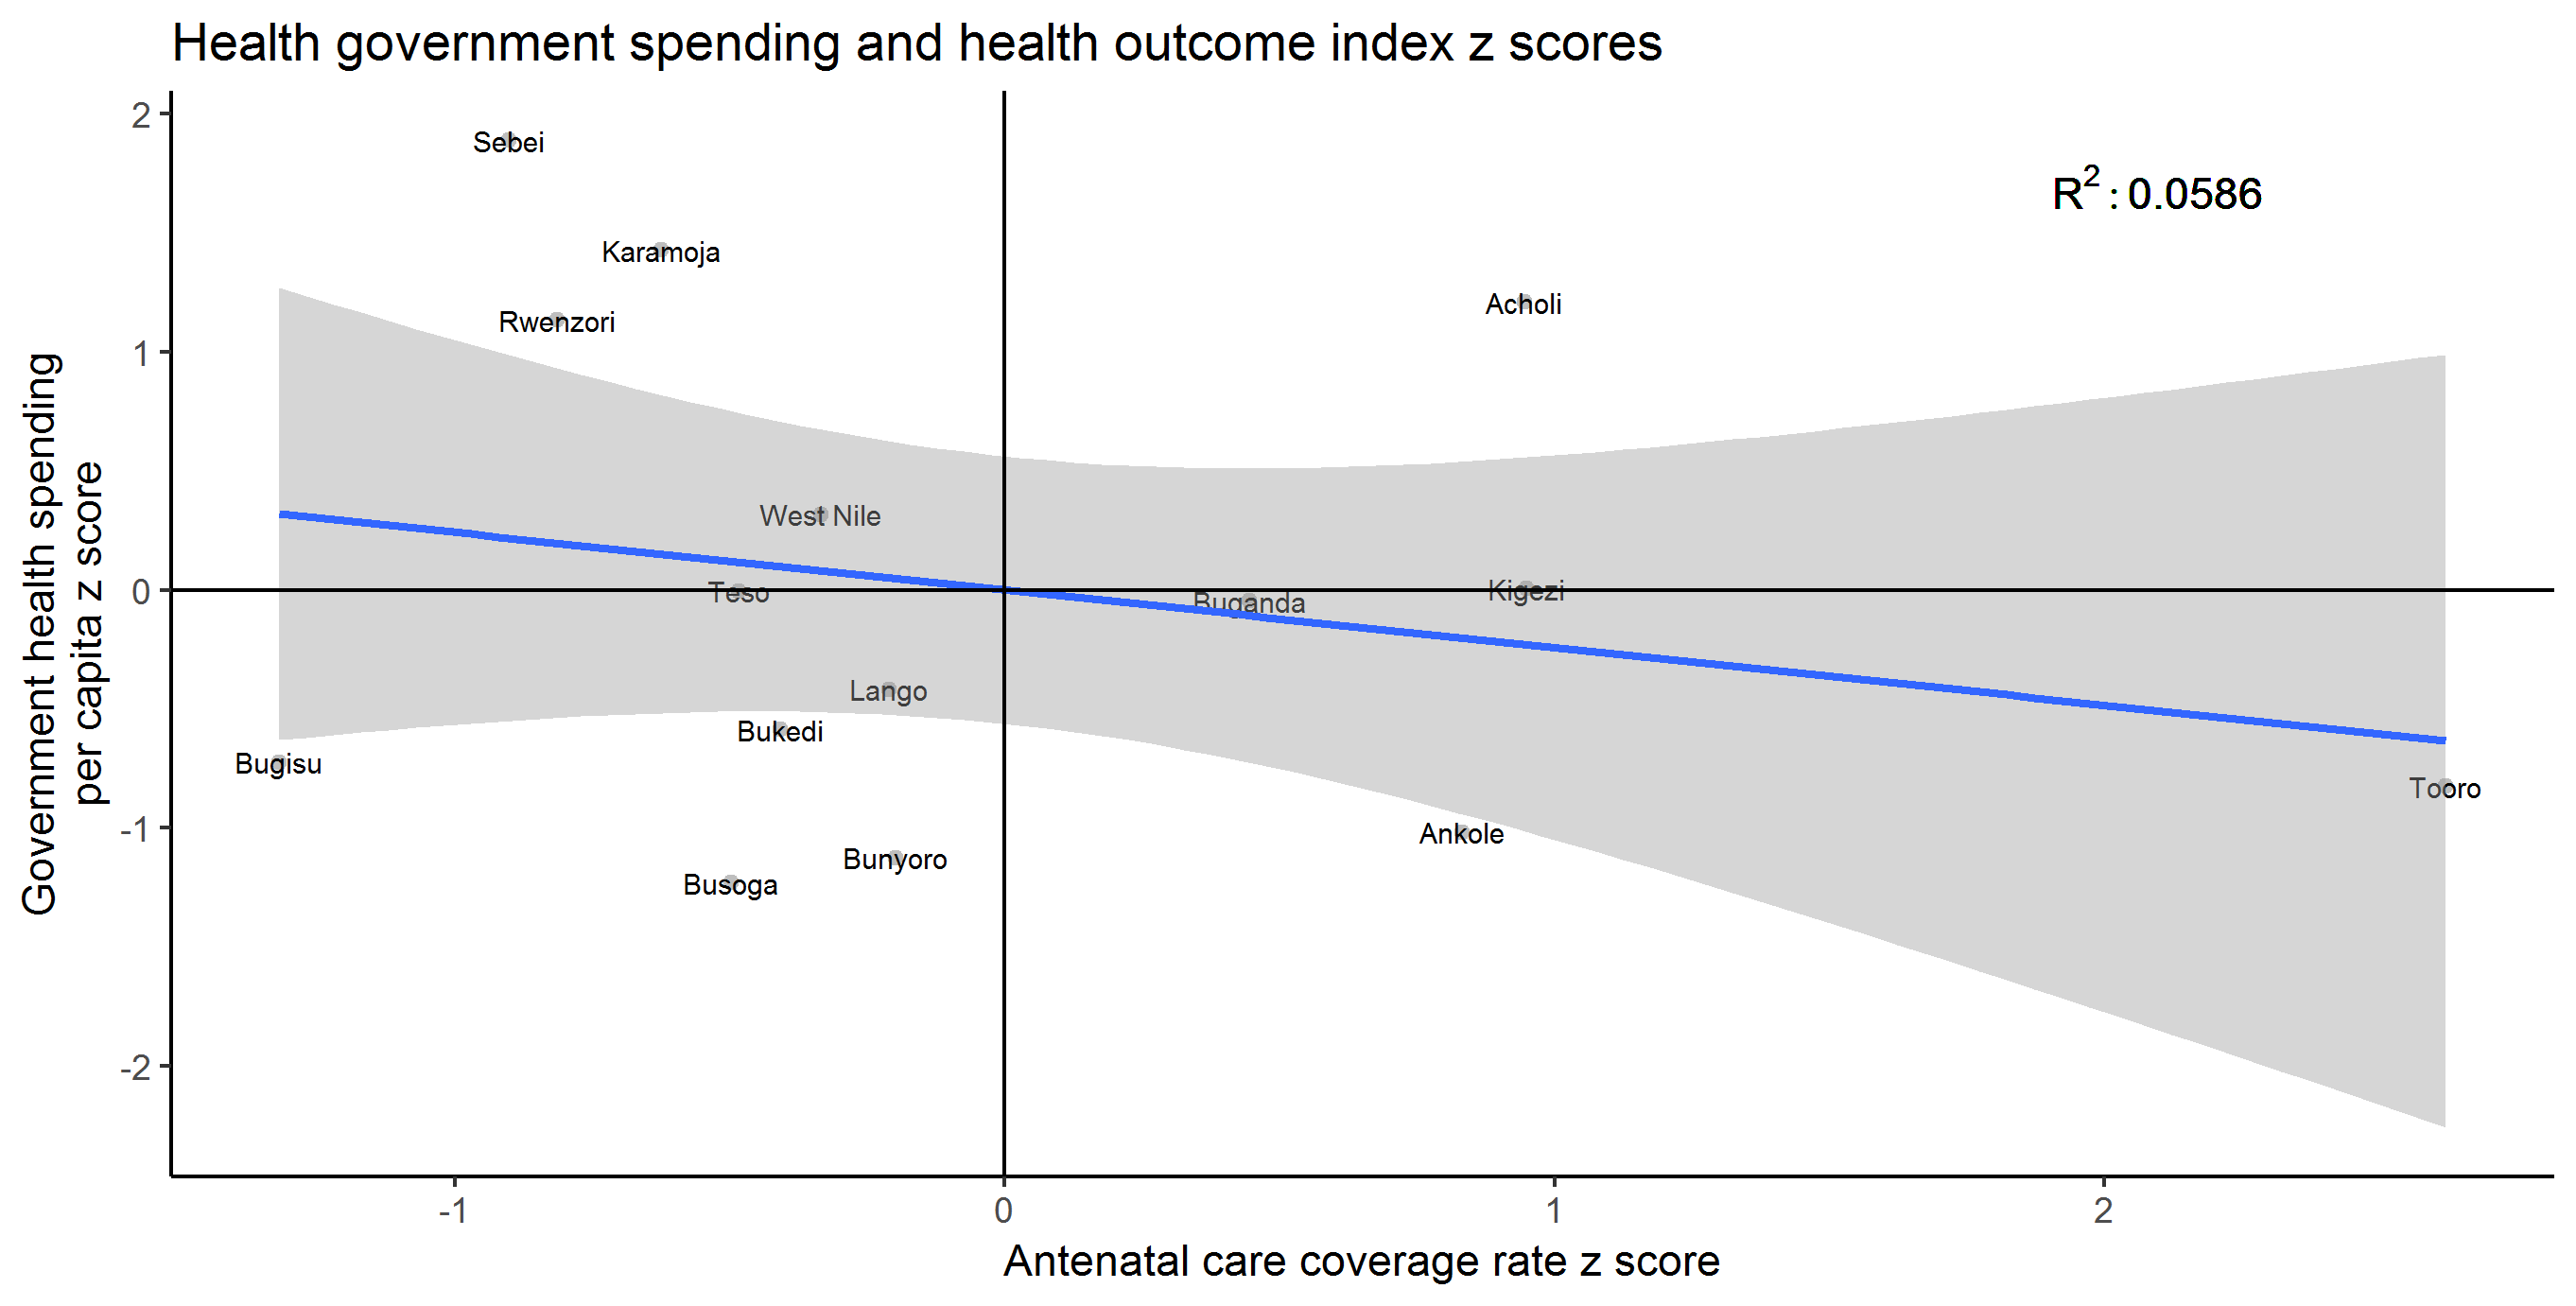 Health government spending and health outcome index z scores
2
Sebei
R²:0.0586
Karamoja
Acholi
Rwenzori
1
West Nile
0
Teso
Buganda
Kigezi
Lango
Bukedi
Bugisu
Tooro
-1
Ankole
Bunyoro
Busoga
-2
-1
0
1
2
Government health spending
per capita z score
Antenatal care coverage rate z score